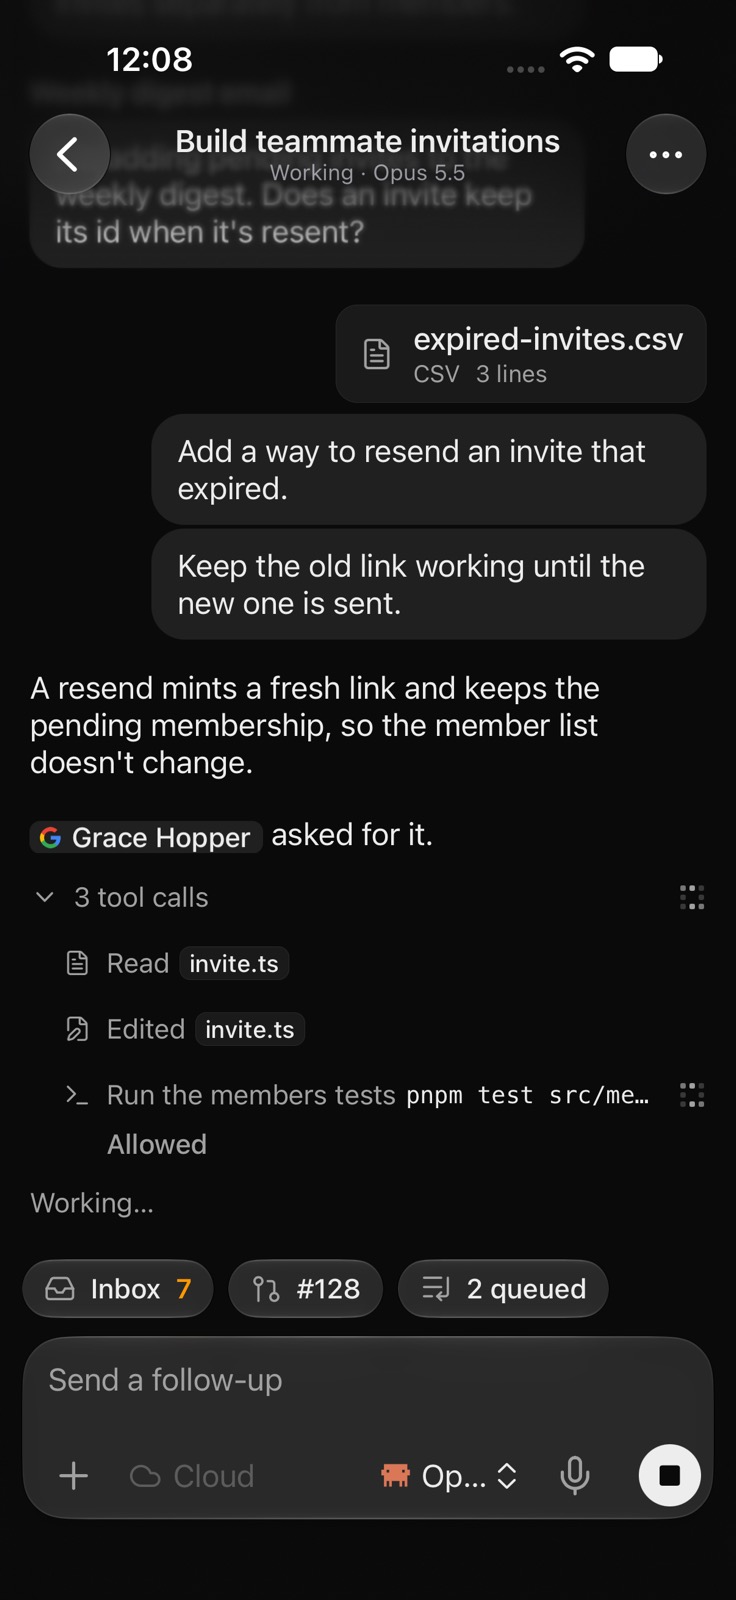 12:08
Build teammate invitations
Working · Opus 5.5
weekly digest. Does an invite keep
its id when it's resent?
expired-invites.csv
CSV 3 lines
Add a way to resend an invite that
expired.
Keep the old link working until the
new one is sent.
A resend mints a fresh link and keeps the
pending membership, so the member list
doesn't change.
Grace Hopper asked for it.
3 tool calls
Read invite.ts
Edited invite.ts
Run the members tests pnpm test src/me…
Allowed
Working...
Inbox 7
#128
2 queued
Send a follow-up
Cloud
Op...